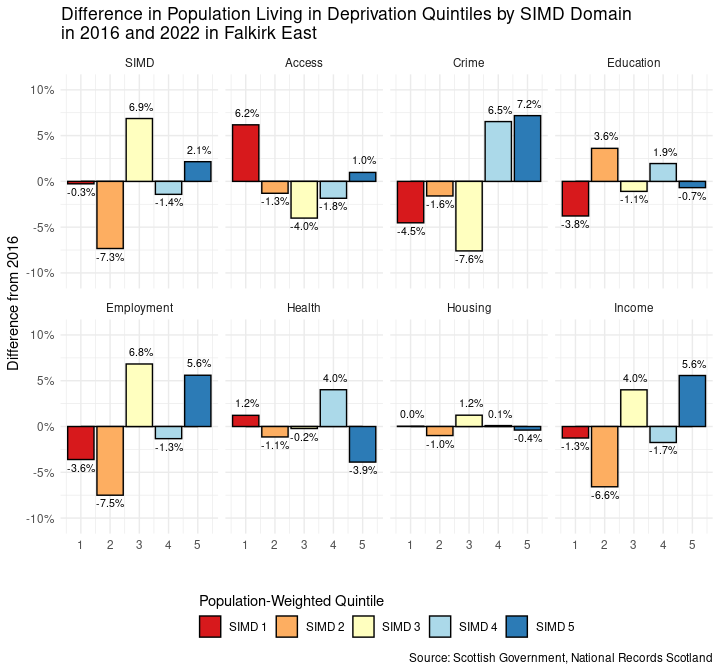 Difference in Population Living in Deprivation Quintiles by SIMD Domain
in 2016 and 2022 in Falkirk East
Difference from 2016
SIMD
Access
Crime
Education
10%
5%
0%
-5%
-10%
-0.3%
-7.3%
6.9%
-1.4%
2.1%
6.2%
-1.3%
-4.0%
-1.8%
1.0%
-4.5%
-1.6%
-7.6%
6.5%
7.2%
-3.8%
3.6%
-1.1%
1.9%
-0.7%
Employment
Health
Housing
Income
10%
5%
0%
-5%
-10%
-3.6%
-7.5%
6.8%
-1.3%
5.6%
1.2%
-1.1%
-0.2%
4.0%
-3.9%
0.0%
-1.0%
1.2%
0.1%
-0.4%
-1.3%
-6.6%
4.0%
-1.7%
5.6%
1 2 3 4 5
1 2 3 4 5
1 2 3 4 5
1 2 3 4 5
Population-Weighted Quintile
SIMD 1 SIMD 2 SIMD 3 SIMD 4 SIMD 5
Source: Scottish Government, National Records Scotland